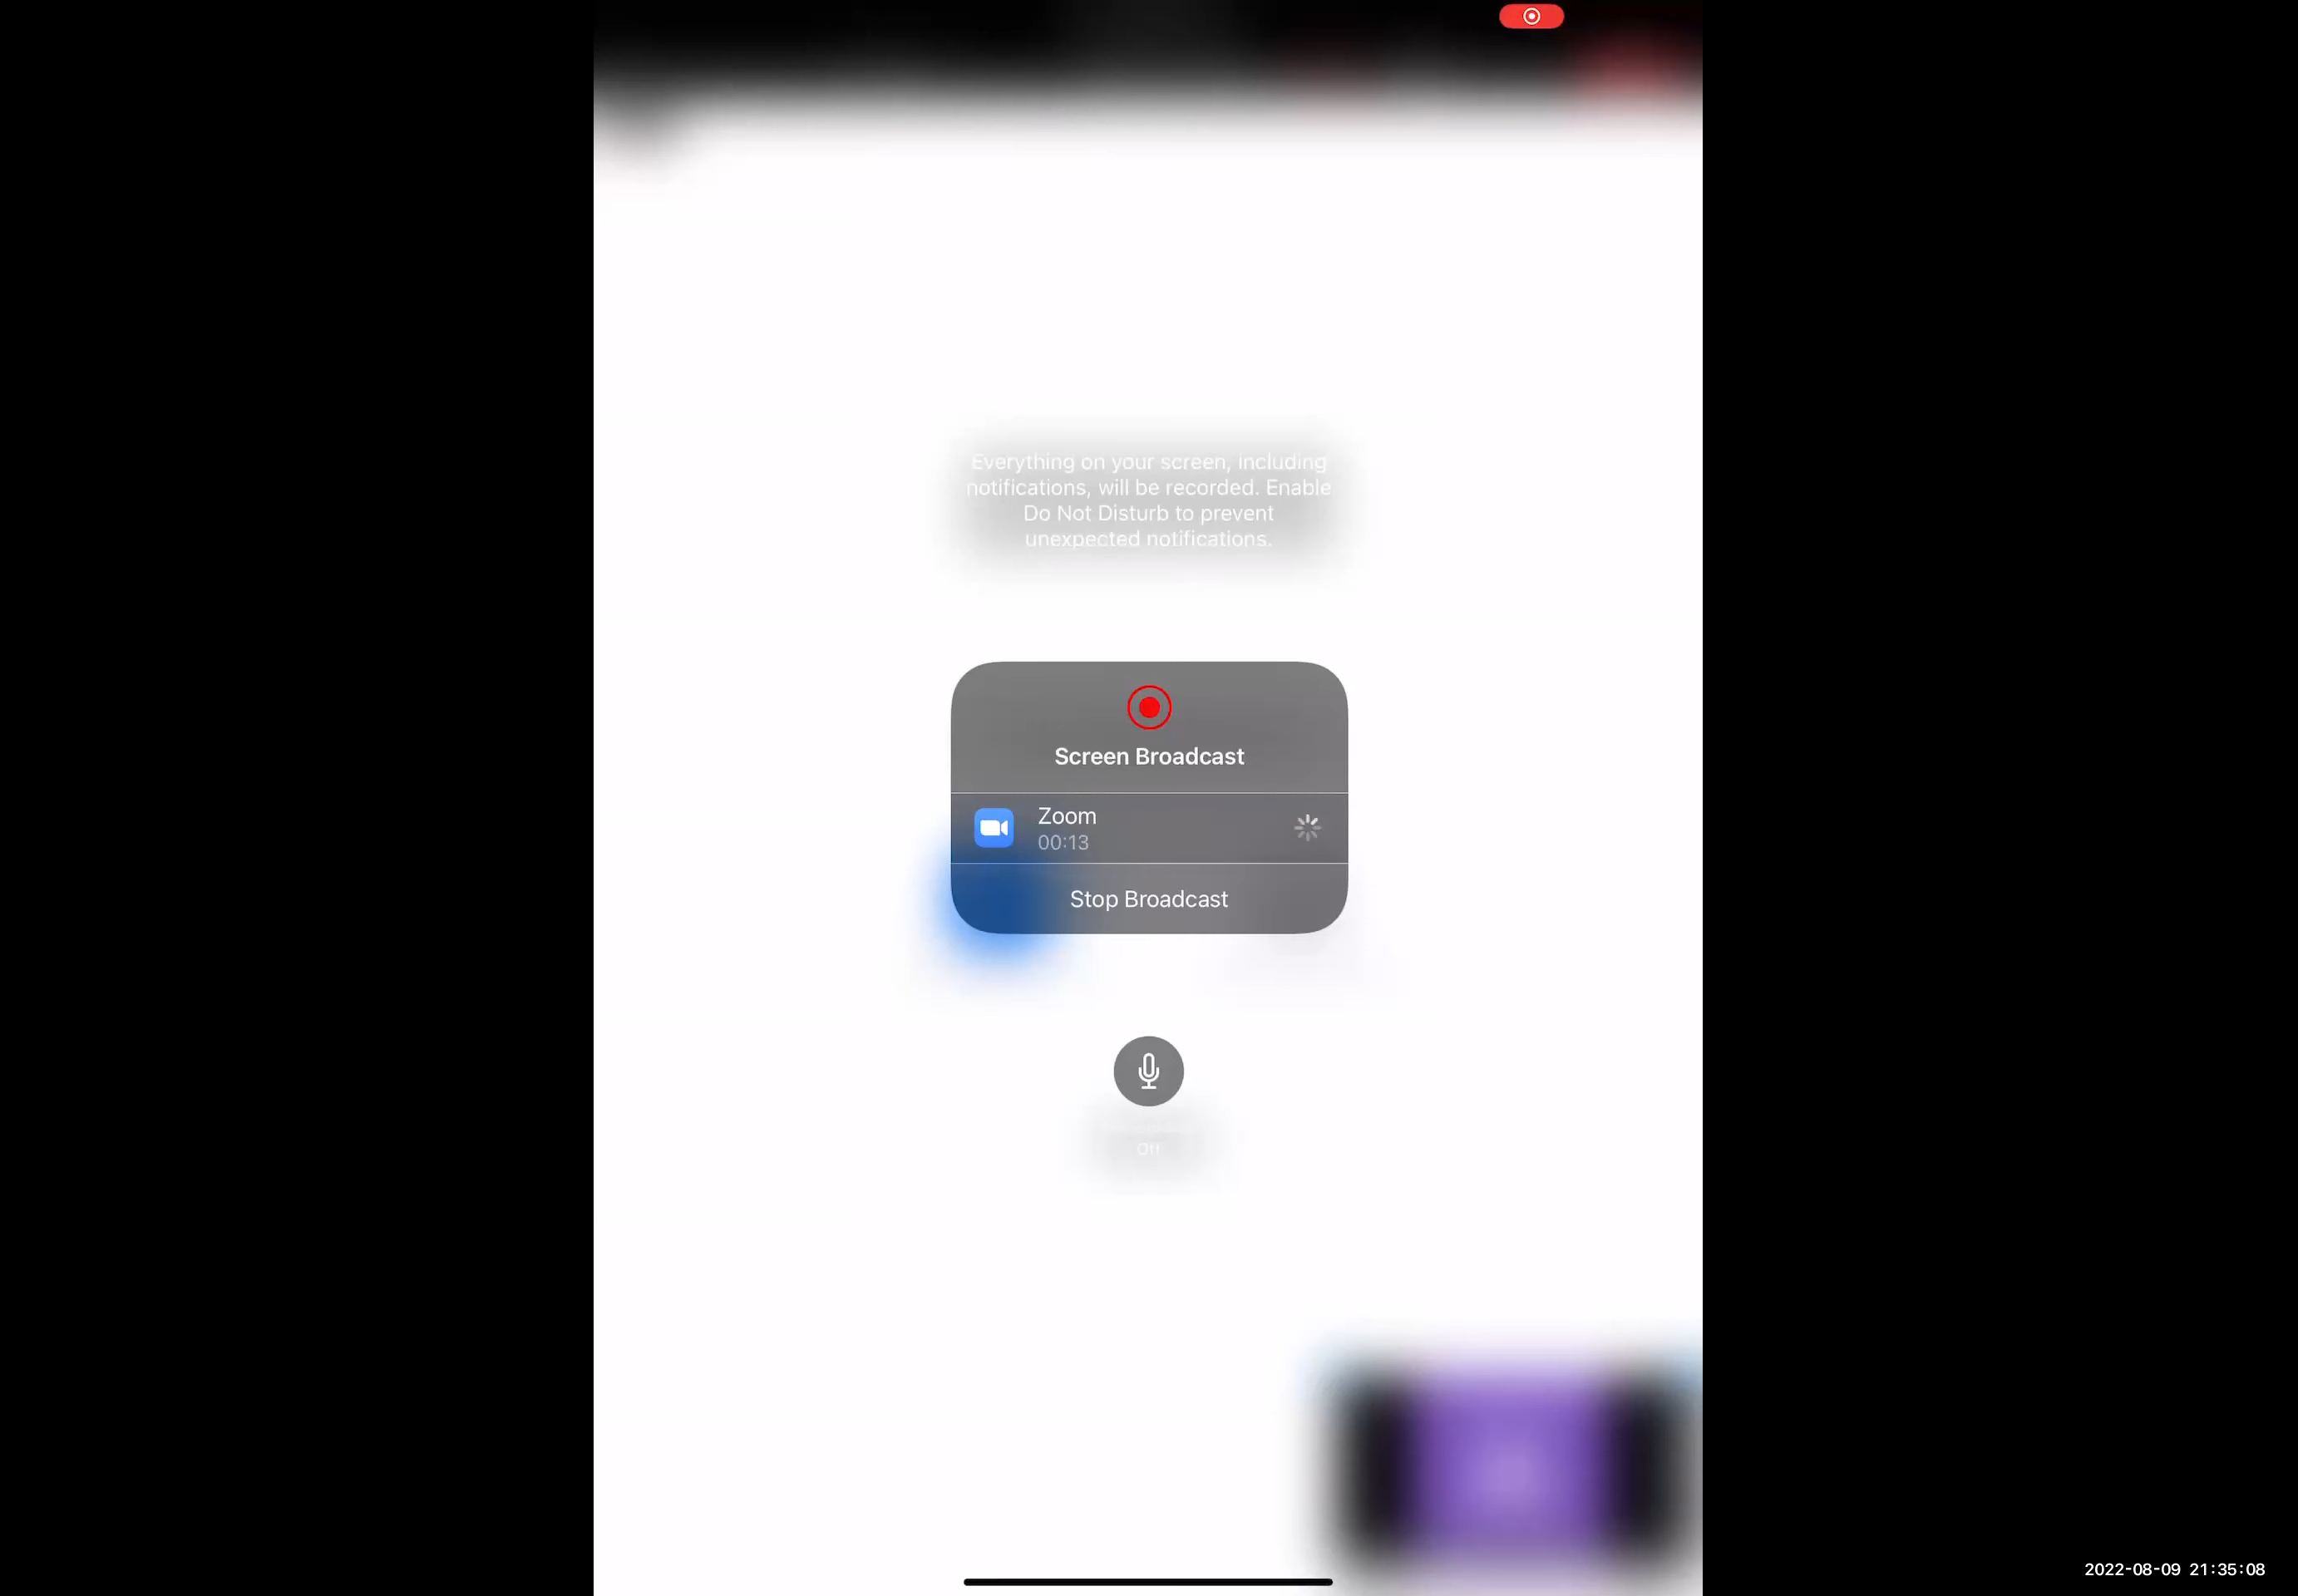 Everything on your screen, including
notifications, will be recorded. Enable
Do Not Disturb to prevent
unexpected notifications.
Screen Broadcast
Zoom
00:13
Stop Broadcast
Off
2022-08-09 21:35:08